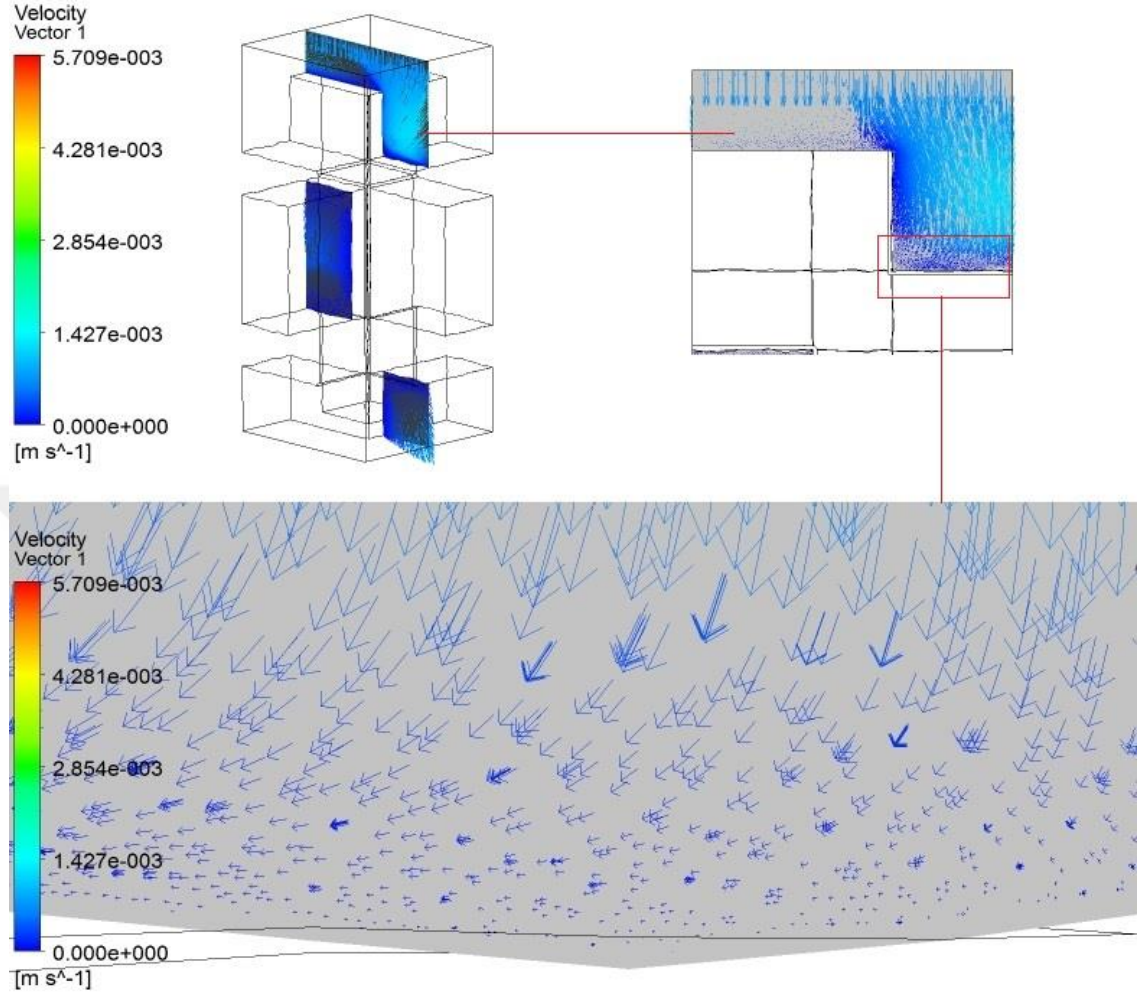 Velocity
Vector 1
5.709e-003
4.281e-003
2.854e-003
1.427e-003
0.000e+000
[m s^-1]
Velocity
Vector 1
5.709e-003
4.281e-003
2.854e-003
1.427e-003
0.000e+000
[m s^-1]